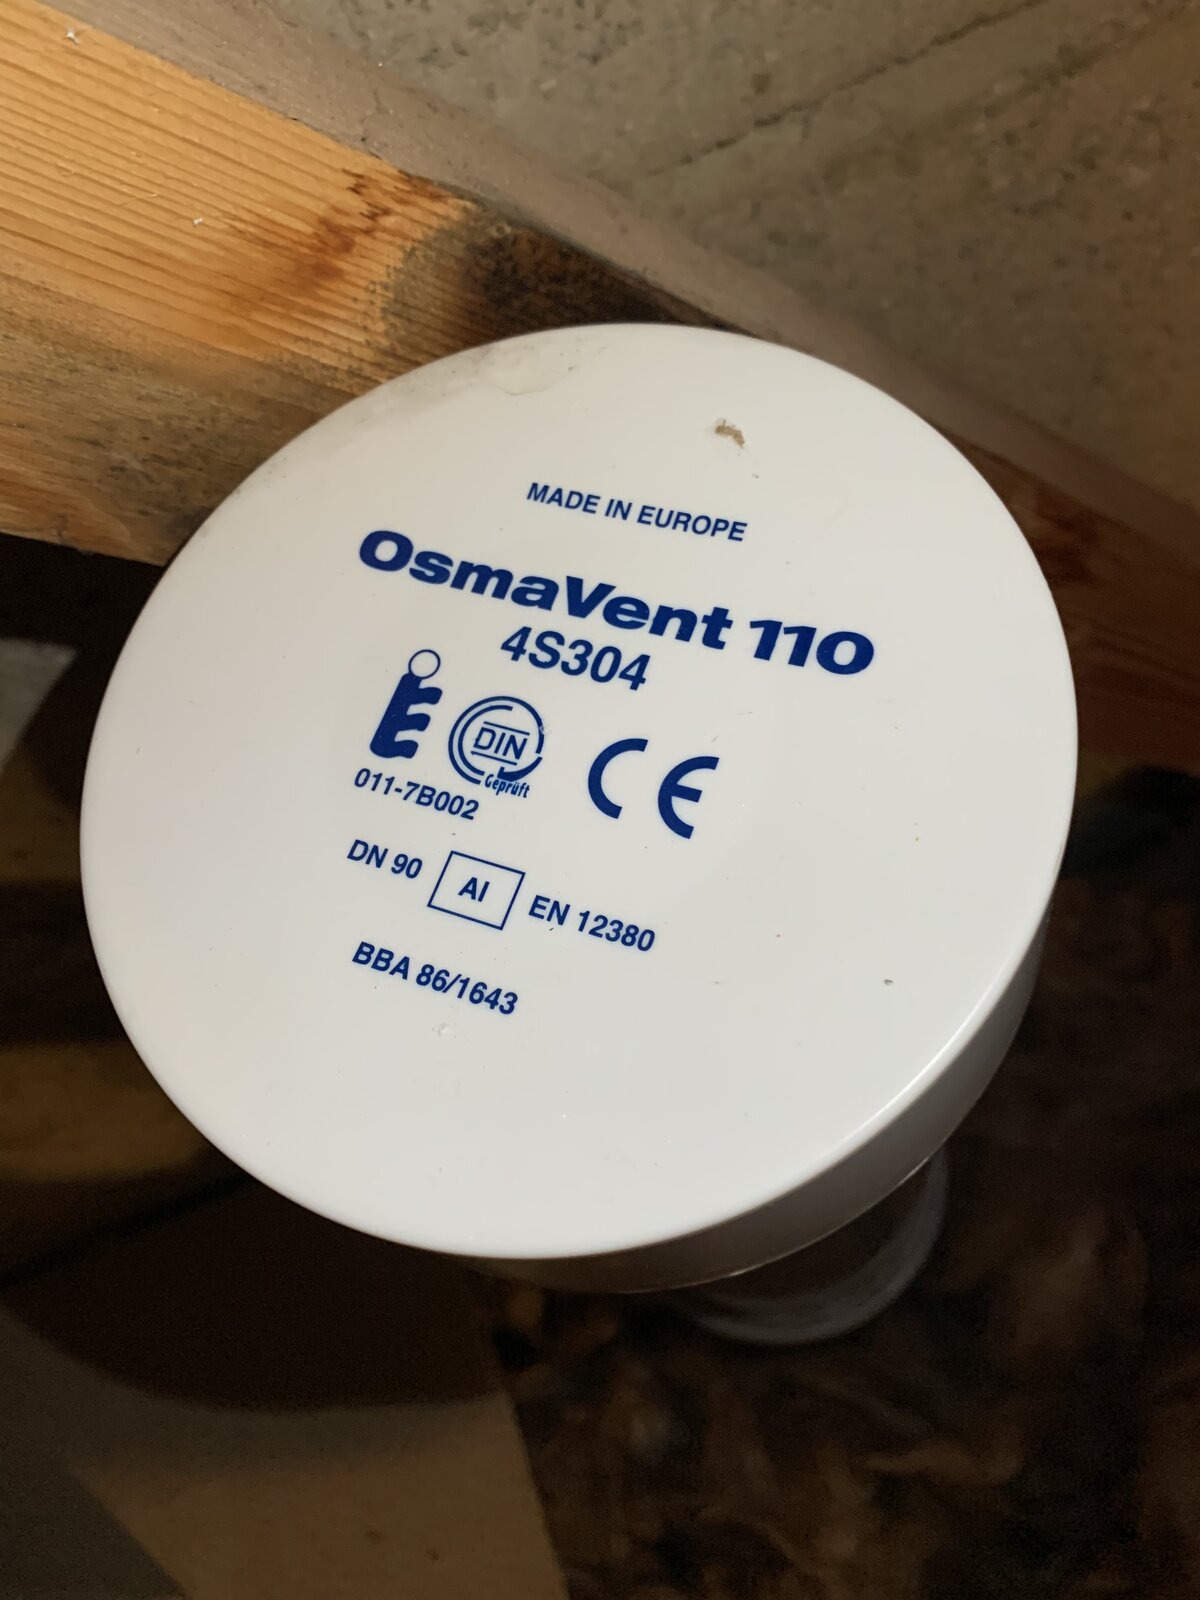 MADE IN EUROPE
OsmaVent 110
4S304
E DIN CE
Geprüft
011-7B002
DN 90 AI EN 12380
BBA 86/1643